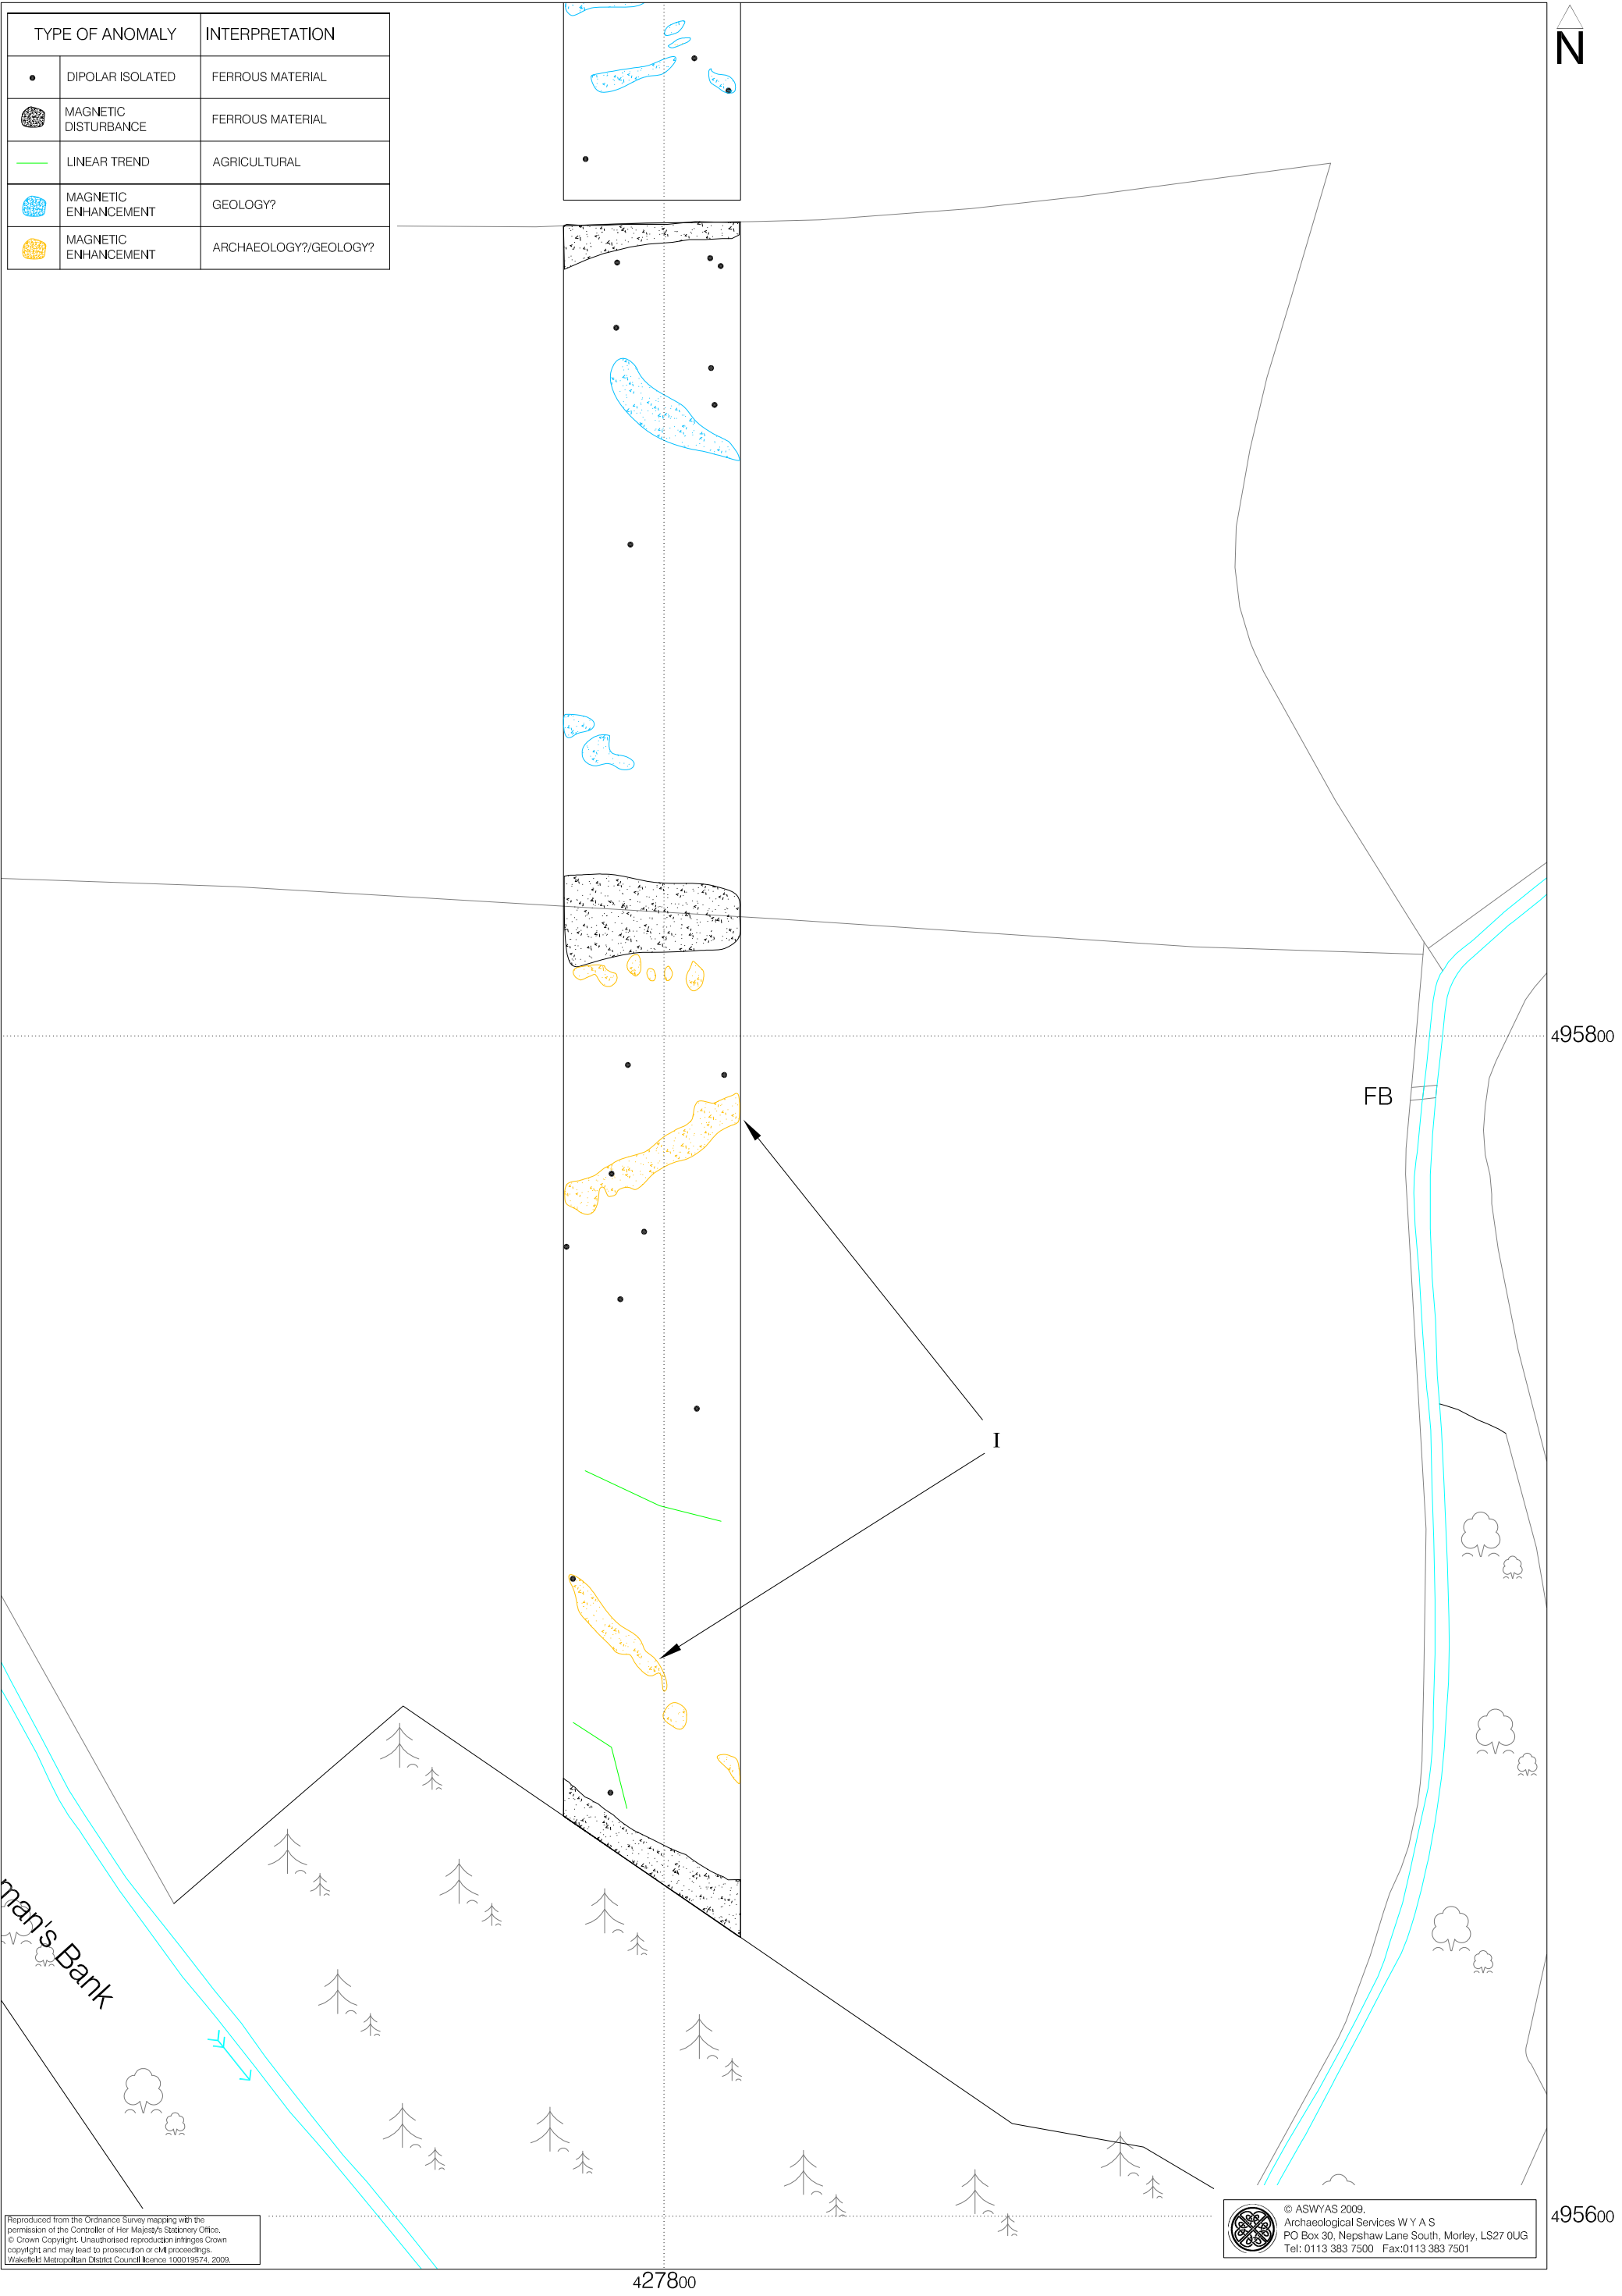 TYPE OF ANOMALY INTERPRETATION
DIPOLAR ISOLATED FERROUS MATERIAL
MAGNETIC
DISTURBANCE
FERROUS MATERIAL
LINEAR TREND AGRICULTURAL
MAGNETIC
ENHANCEMENT
GEOLOGY?
MAGNETIC
ENHANCEMENT
ARCHAEOLOGY?/GEOLOGY?
N
495800
FB
I
man's Bank
Reproduced from the Ordnance Survey mapping with the
permission of the Controller of Her Majesty's Stationery Office.
© Crown Copyright. Unauthorised reproduction infringes Crown
copyright and may lead to prosecution or civil proceedings.
Wakefield Metropolitan District Council licence 100019574, 2009.
© ASWYAS 2009.
Archaeological Services W Y A S
PO Box 30, Nepshaw Lane South, Morley, LS27 0UG
Tel: 0113 383 7500 Fax:0113 383 7501
495600
427800